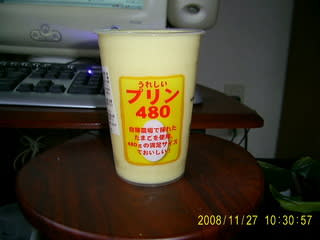 うれしい
プリン
480
自家農場で採れた
たまごを使用。
480gの満足サイズ
でおいしい!
2008/11/27 10:30:57